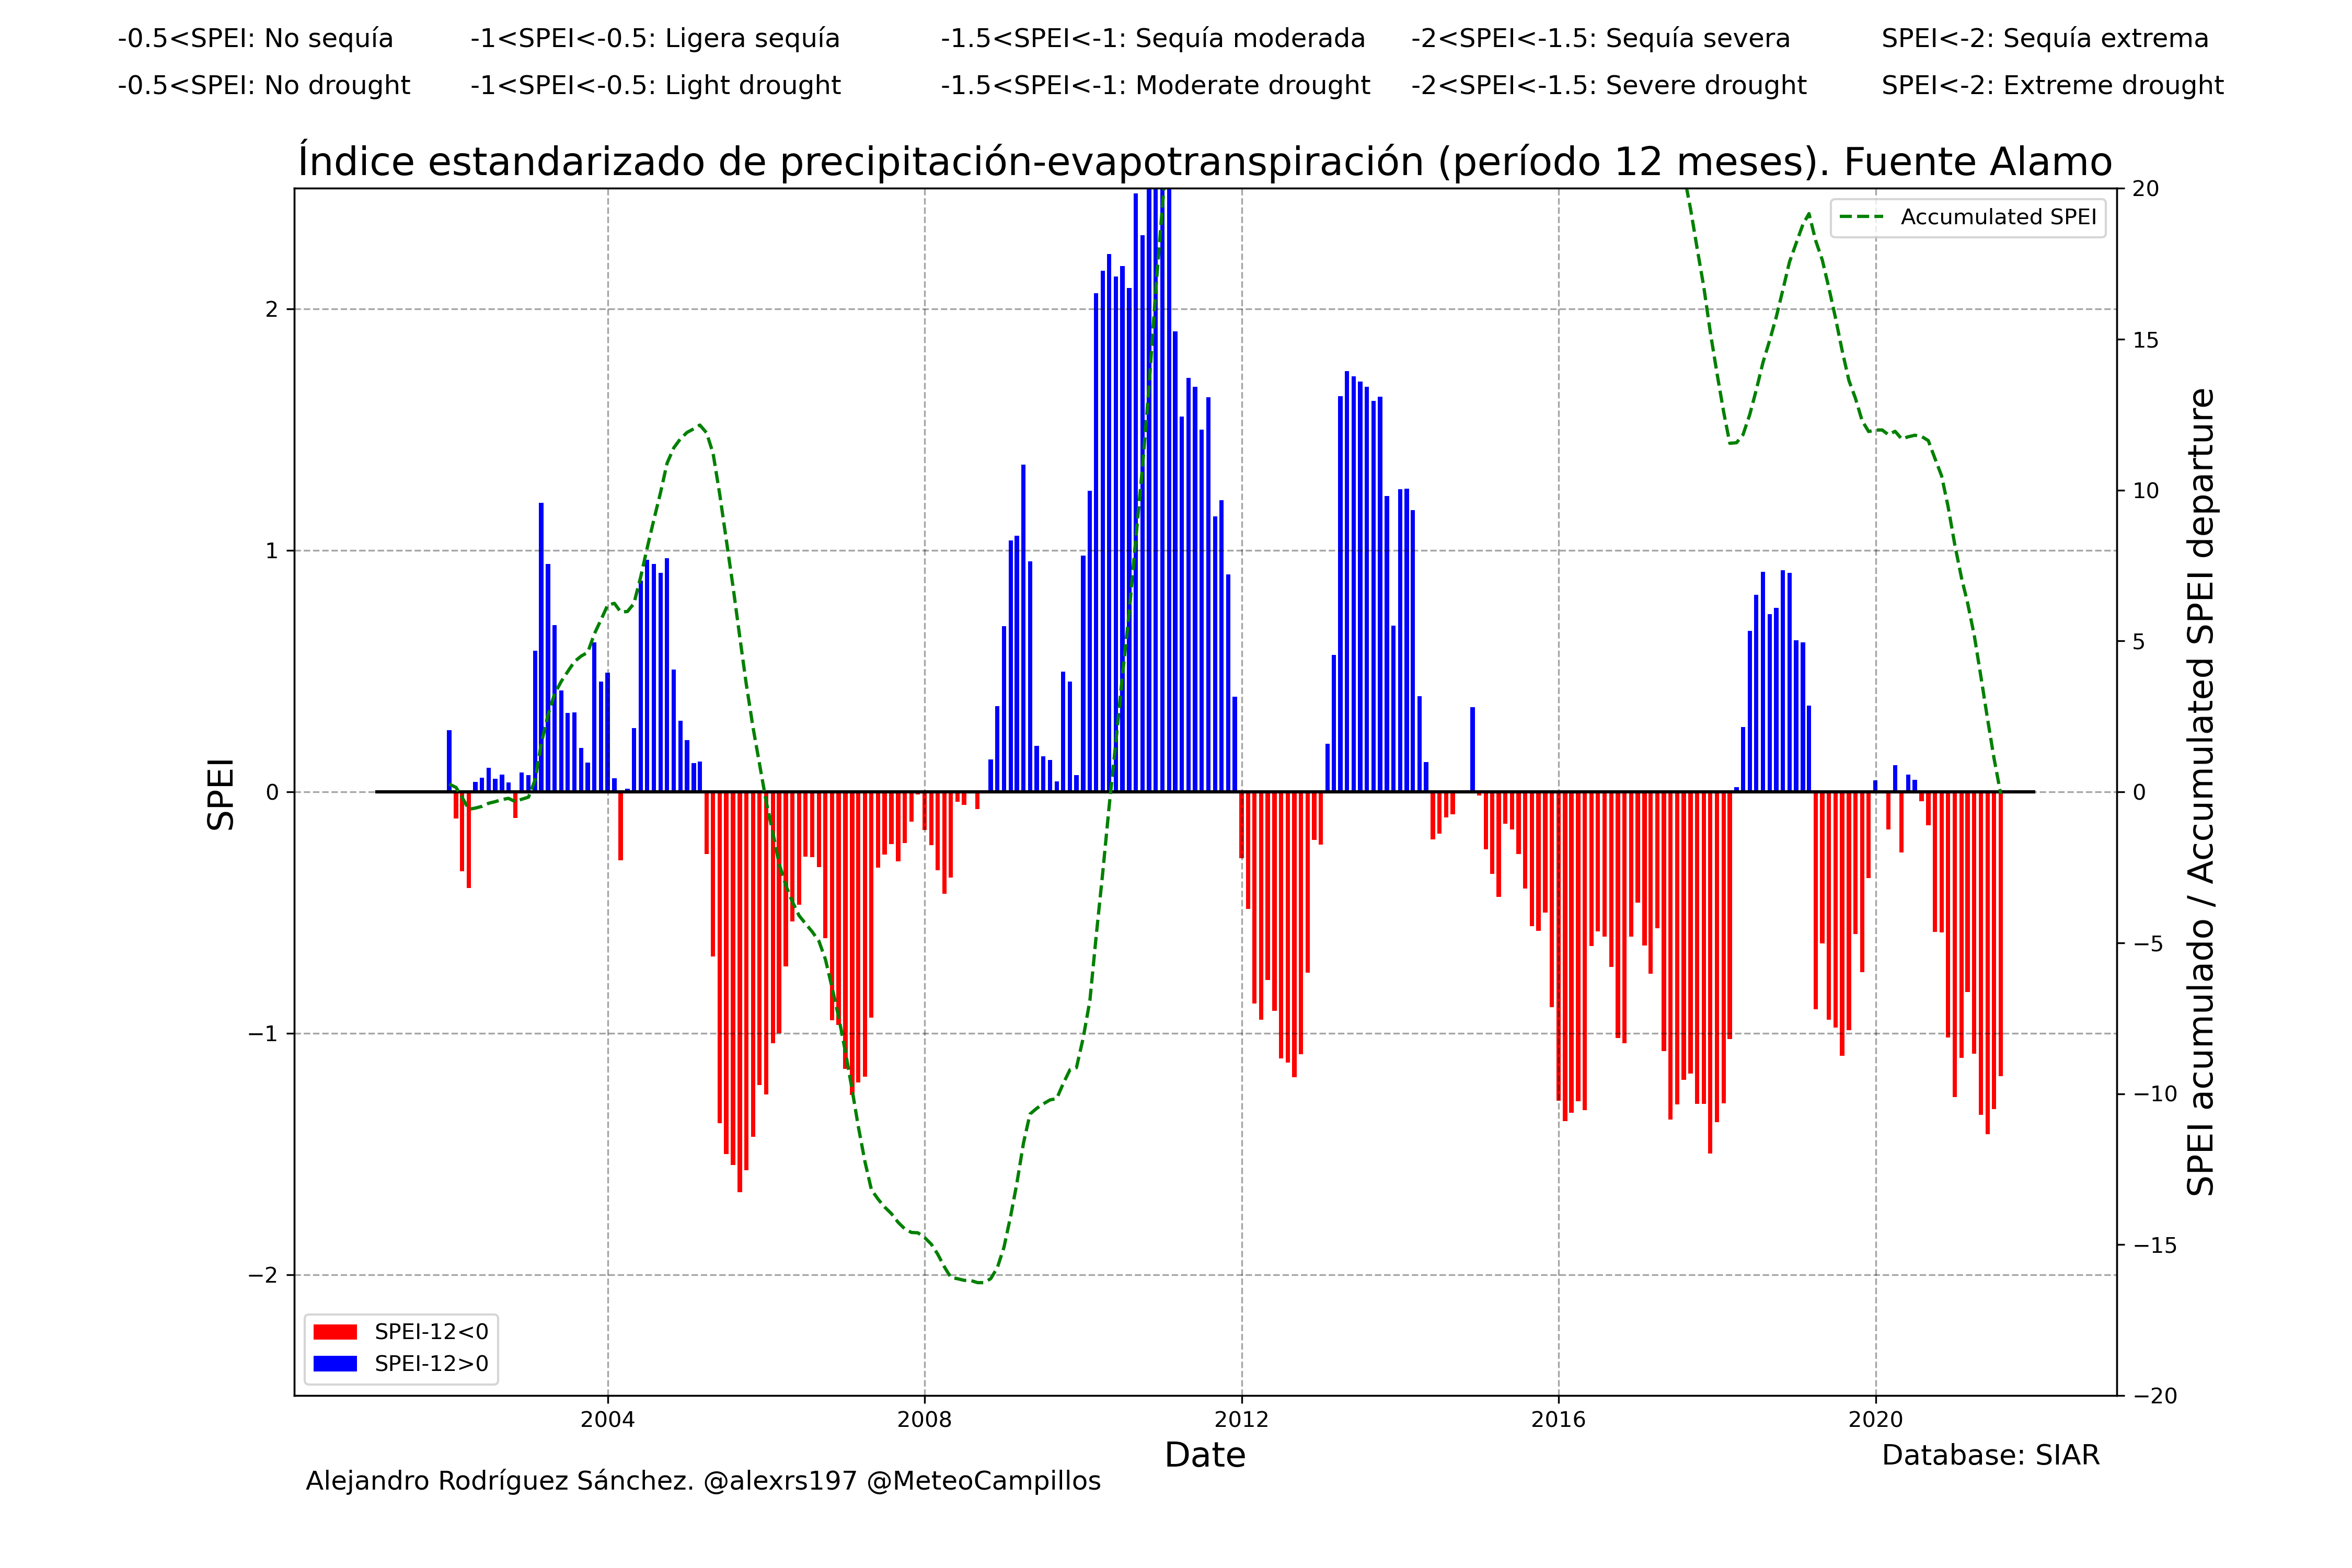 -0.5<SPEI: No sequía -1<SPEI<-0.5: Ligera sequía -1.5<SPEI<-1: Sequía moderada -2<SPEI<-1.5: Sequía severa SPEI<-2: Sequía extrema
-0.5<SPEI: No drought -1<SPEI<-0.5: Light drought -1.5<SPEI<-1: Moderate drought -2<SPEI<-1.5: Severe drought SPEI<-2: Extreme drought
Índice estandarizado de precipitación-evapotranspiración (período 12 meses). Fuente Alamo
Accumulated SPEI
SPEI
2
1
0
−1
−2
20
15
10
5
0
−5
−10
−15
−20
SPEI acumulado / Accumulated SPEI departure
SPEI-12<0
SPEI-12>0
2004 2008 2012 2016 2020
Date
Database: SIAR
Alejandro Rodríguez Sánchez. @alexrs197 @MeteoCampillos